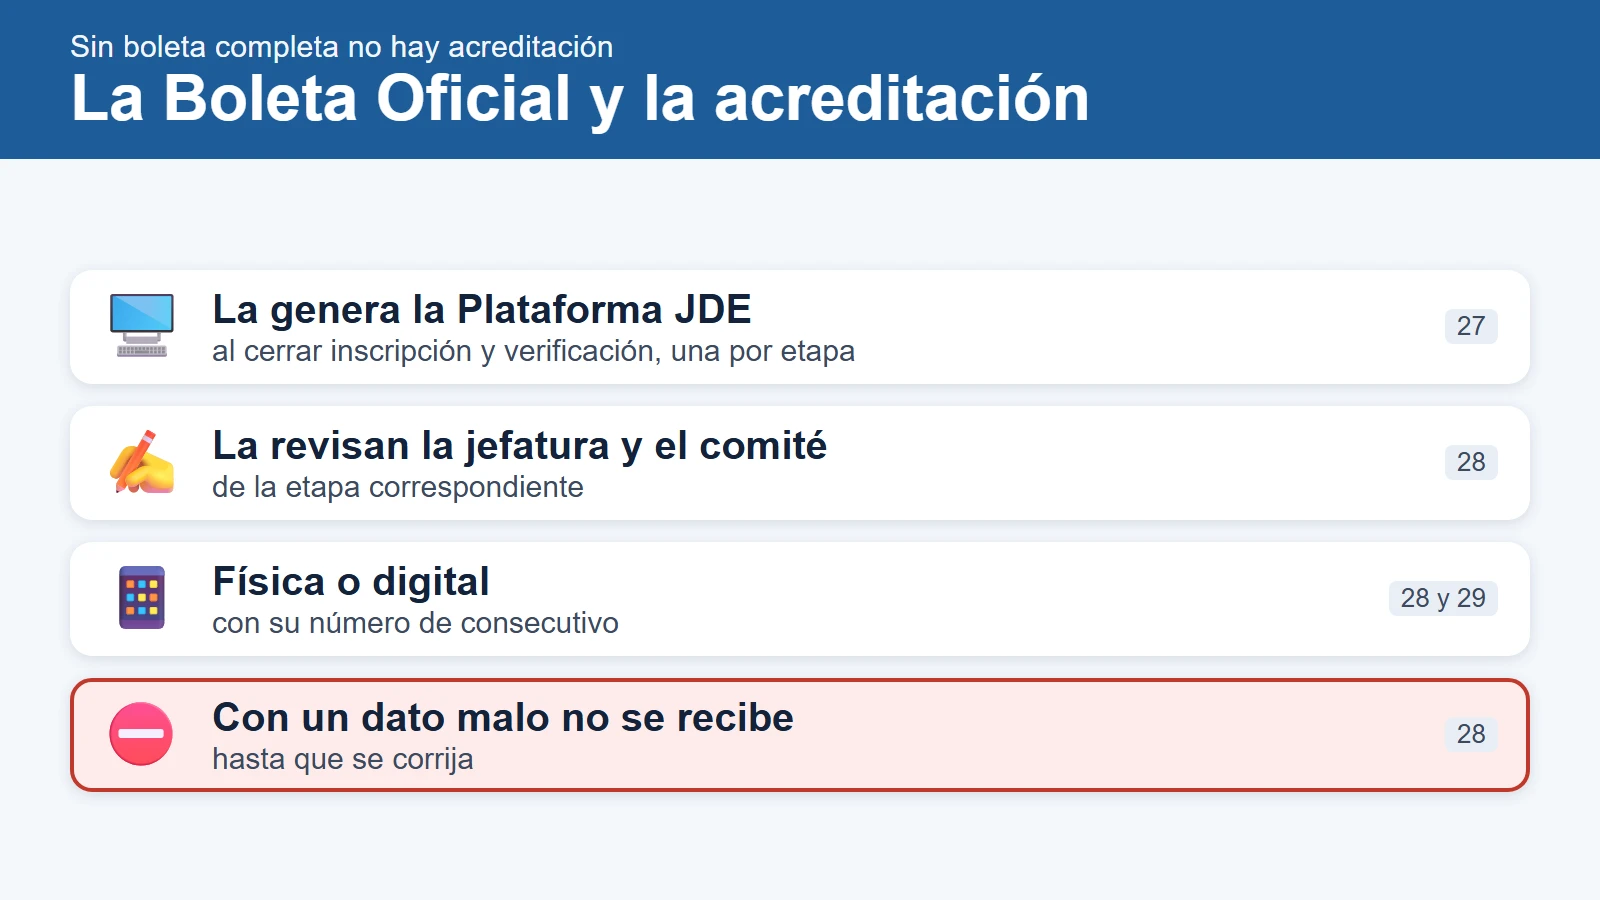 Sin boleta completa no hay acreditación
La Boleta Oficial y la acreditación
La genera la Plataforma JDE
al cerrar inscripción y verificación, una por etapa
27
La revisan la jefatura y el comité
de la etapa correspondiente
28
Física o digital
con su número de consecutivo
28 y 29
Con un dato malo no se recibe
hasta que se corrija
28